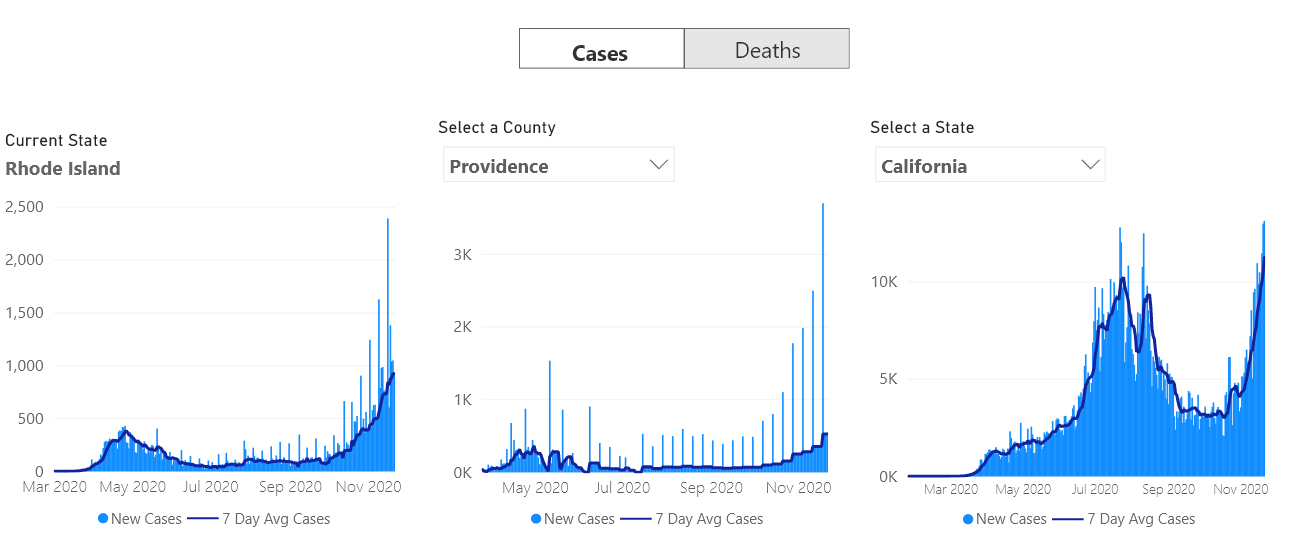 Cases
Deaths
Current State
Rhode Island
2,500
2,000
1,500
1,000
500
0
Mar 2020 May 2020 Jul 2020 Sep 2020 Nov 2020
New Cases 7 Day Avg Cases
Select a County
Providence
3K
2K
1K
0K
May 2020 Jul 2020 Sep 2020 Nov 2020
New Cases 7 Day Avg Cases
Select a State
California
10K
5K
0K
Mar 2020 May 2020 Jul 2020 Sep 2020 Nov 2020
New Cases 7 Day Avg Cases